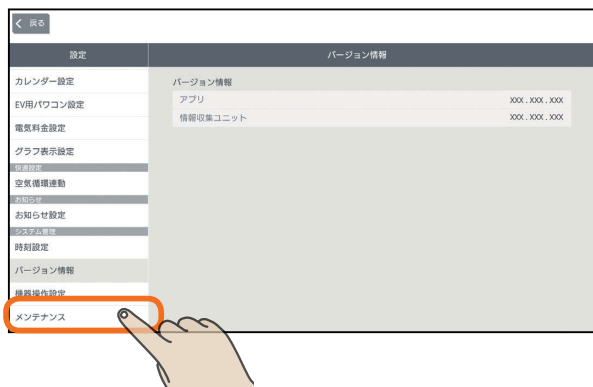 戻る
設定
バージョン情報
カレンダー設定
EV用パワコン設定
電気料金設定
グラフ表示設定
快適設定
空気循環連動
お知らせ
お知らせ設定
システム管理
時刻設定
バージョン情報
機器操作設定
メンテナンス
バージョン情報
アプリ XXX.XXX.XXX
情報収集ユニット XXX.XXX.XXX